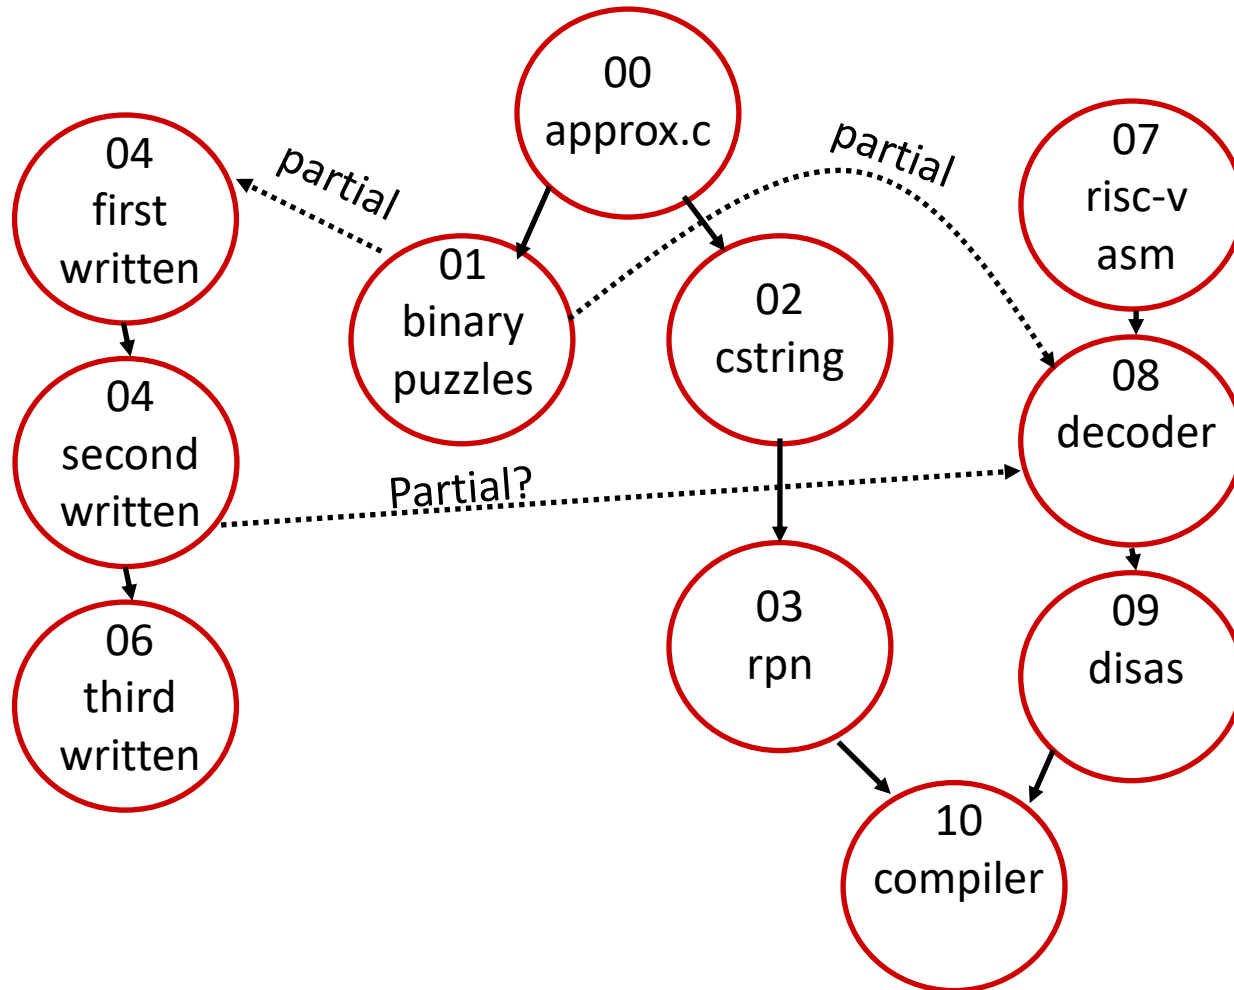 00
approx.c
partial
partial
04
first
written
07
risc-v
asm
01
binary
puzzles
02
cstring
04
second
written
08
decoder
Partial?
03
rpn
09
disas
06
third
written
10
compiler